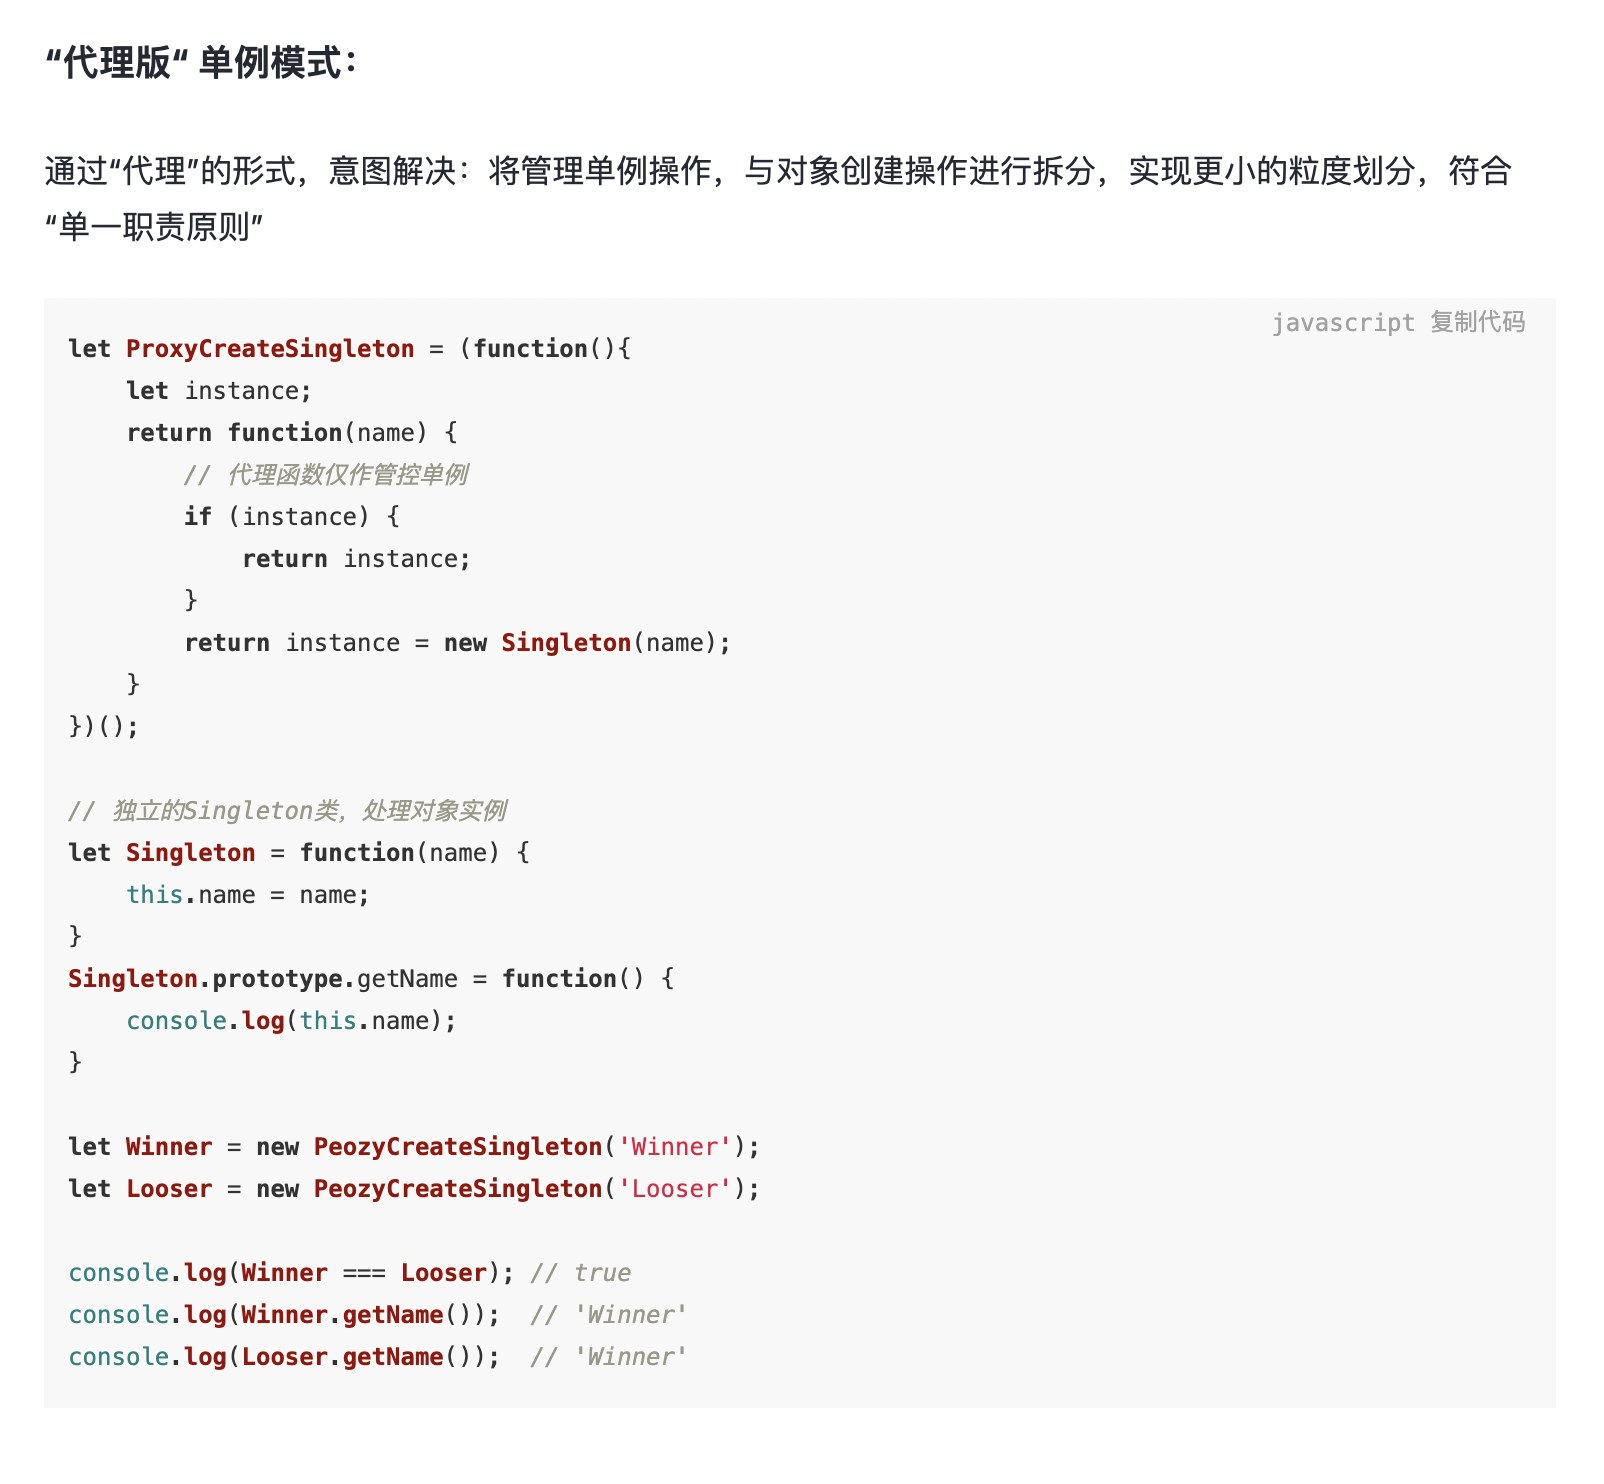 “代理版“ 单例模式：
通过“代理”的形式，意图解决：将管理单例操作，与对象创建操作进行拆分，实现更小的粒度划分，符合
“单一职责原则”
javascript 复制代码
let ProxyCreateSingleton = (function(){
    let instance;
    return function(name) {
        // 代理函数仅作管控单例
        if (instance) {
            return instance;
        }
        return instance = new Singleton(name);
    }
})();
// 独立的Singleton类，处理对象实例
let Singleton = function(name) {
    this.name = name;
}
Singleton.prototype.getName = function() {
    console.log(this.name);
}
let Winner = new PeozyCreateSingleton('Winner');
let Looser = new PeozyCreateSingleton('Looser');
console.log(Winner === Looser); // true
console.log(Winner.getName());  // 'Winner'
console.log(Looser.getName());  // 'Winner'